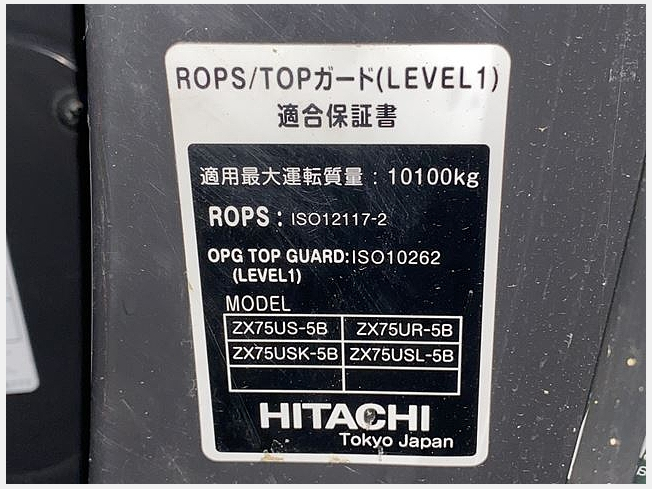 ROPS/TOPガード(LEVEL1)
適合保証書
適用最大運転質量：10100kg
ROPS：ISO12117-2
OPG TOP GUARD:ISO10262
(LEVEL1)
MODEL
ZX75US-5B ZX75UR-5B
ZX75USK-5B ZX75USL-5B
HITACHI
Tokyo Japan